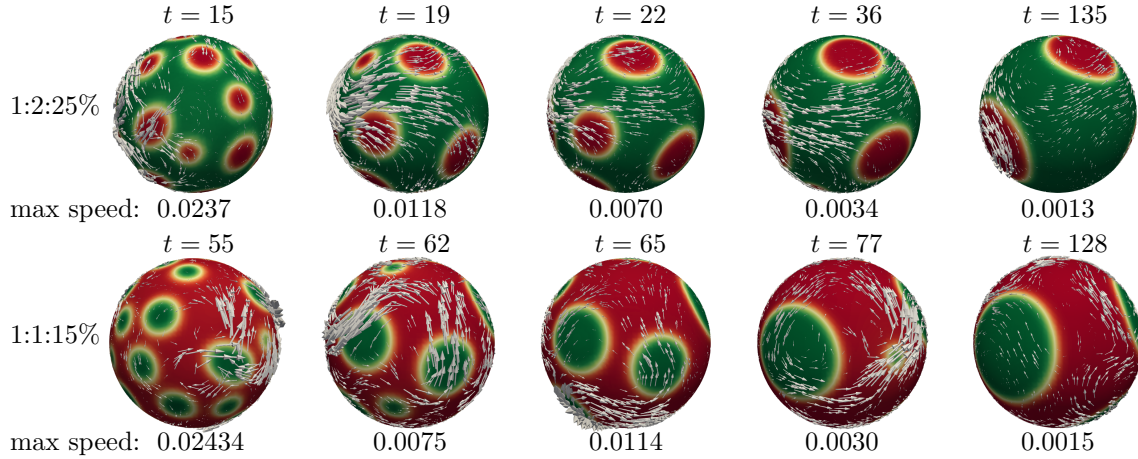 t = 15 t = 19 t = 22 t = 36 t = 135
1:2:25%
max speed: 0.0237 0.0118 0.0070 0.0034 0.0013
t = 55 t = 62 t = 65 t = 77 t = 128
1:1:15%
max speed: 0.02434 0.0075 0.0114 0.0030 0.0015